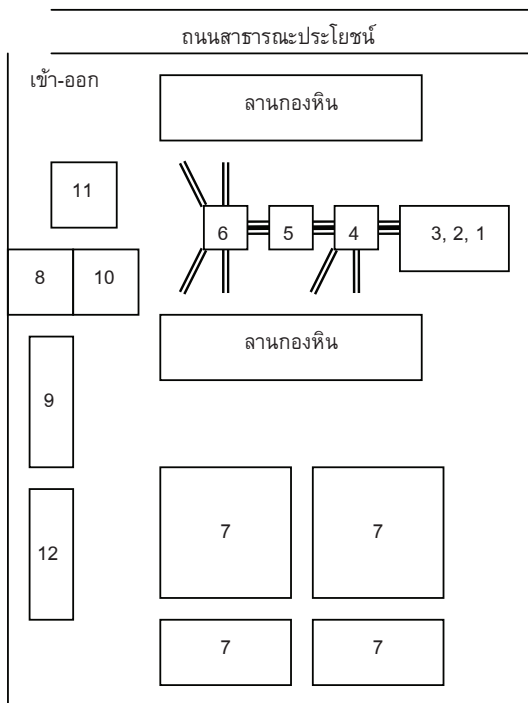 ถนนสาธารณะประโยชน์
เข้า-ออก
ลานกองหิน
11
6
5
4
3, 2, 1
8
10
ลานกองหิน
9
7
7
12
7
7